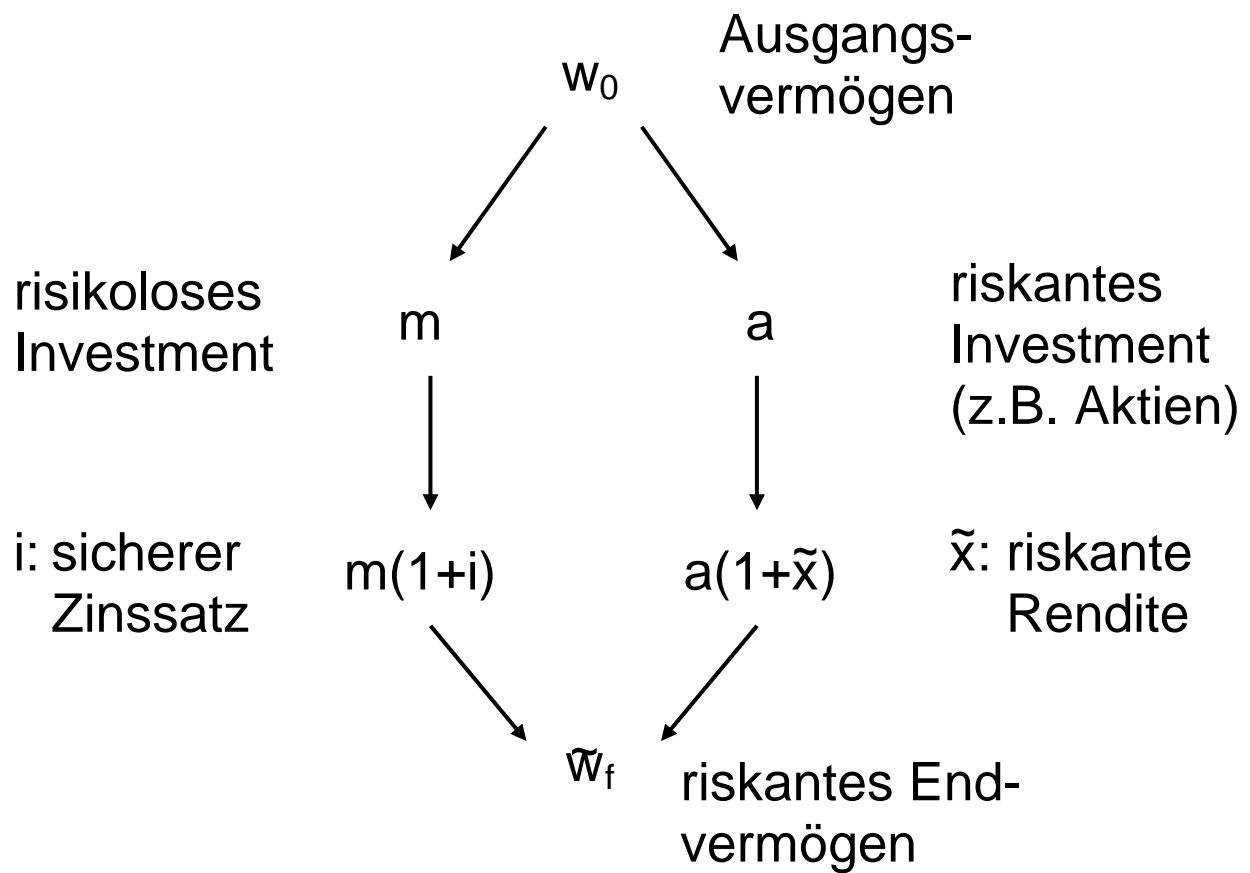 w₀
Ausgangs-
vermögen
risikoloses
Investment
m
a
riskantes
Investment
(z.B. Aktien)
i: sicherer
Zinssatz
m(1+i)
a(1+x̃)
x̃: riskante
Rendite
w̃f
riskantes End-
vermögen